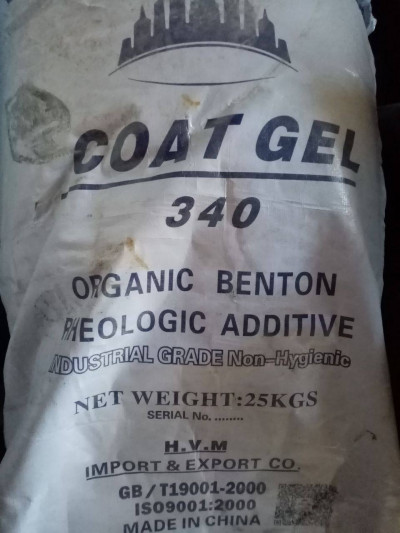 COAT GEL
340
ORGANIC BENTON
RHEOLOGIC ADDITIVE
INDUSTRIAL GRADE Non-Hygienic
NET WEIGHT:25KGS
SERIAL No. ........
H.V.M
IMPORT & EXPORT CO.
GB/T19001-2000
ISO9001:2000
MADE IN CHINA